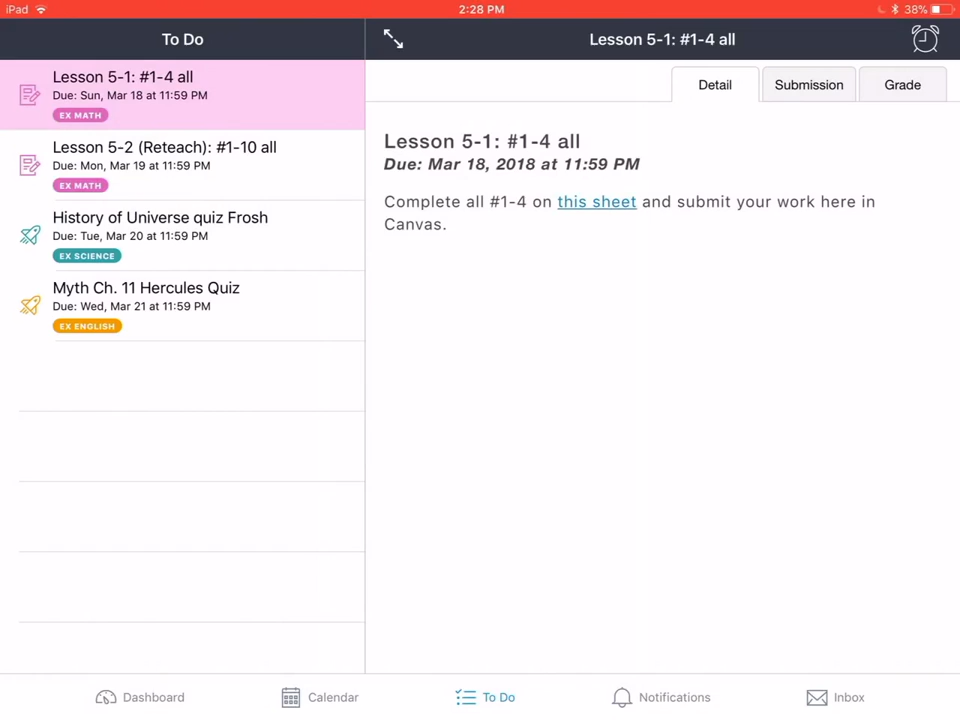 iPad
2:28 PM
38%
To Do
Lesson 5-1: #1-4 all
Lesson 5-1: #1-4 all
Due: Sun, Mar 18 at 11:59 PM
EX MATH
Lesson 5-2 (Reteach): #1-10 all
Due: Mon, Mar 19 at 11:59 PM
EX MATH
History of Universe quiz Frosh
Due: Tue, Mar 20 at 11:59 PM
EX SCIENCE
Myth Ch. 11 Hercules Quiz
Due: Wed, Mar 21 at 11:59 PM
EX ENGLISH
Detail
Submission
Grade
Lesson 5-1: #1-4 all
Due: Mar 18, 2018 at 11:59 PM
Complete all #1-4 on this sheet and submit your work here in
Canvas.
Dashboard
Calendar
To Do
Notifications
Inbox